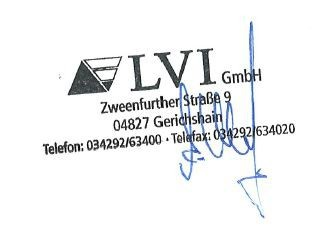 LVI GmbH
Zweenfurther Straße 9
04827 Gerichshain
Telefon: 034292/63400 · Telefax: 034292/634020